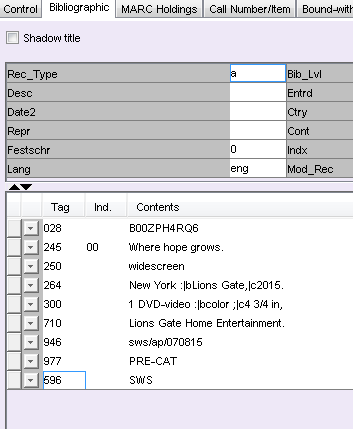 Control Bibliographic MARC Holdings Call Number/Item Bound-with
Shadow title
Rec_Type a Bib_Lvl
Desc Entrd
Date2 Ctry
Repr Cont
Festschr 0 Indx
Lang eng Mod_Rec
Tag Ind. Contents
028 B00ZPH4RQ6
245 00 Where hope grows.
250 widescreen
264 New York :|bLions Gate,|c2015.
300 1 DVD-video :|bcolor ;|c4 3/4 in,
710 Lions Gate Home Entertainment.
946 sws/ap/070815
977 PRE-CAT
596 SWS